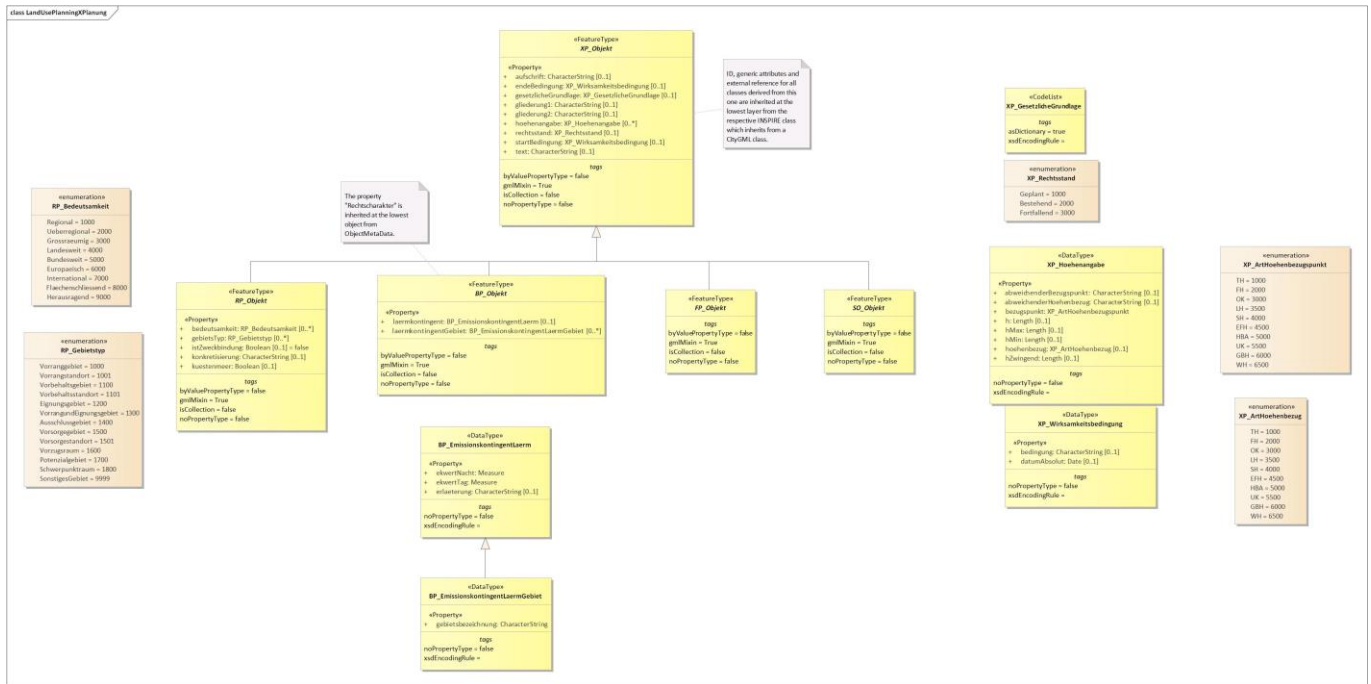 class LandUsePlanningXPlanung
«FeatureType»
XP_Objekt
«Property»
+ aufschrift: CharacterString [0..1]
+ endeBedingung: XP_Wirksamkeitsbedingung [0..1]
+ gesetzlicheGrundlage: XP_GesetzlicheGrundlage [0..1]
+ gliederung1: CharacterString [0..1]
+ gliederung2: CharacterString [0..1]
+ hoehenangabe: XP_Hoehenangabe [0..*]
+ rechtsstand: XP_Rechtsstand [0..1]
+ startBedingung: XP_Wirksamkeitsbedingung [0..1]
+ text: CharacterString [0..1]
tags
byValuePropertyType = false
gmlMixin = True
isCollection = false
noPropertyType = false
ID, generic attributes and
external reference for all
classes derived from this
one are inherited at the
lowest layer from the
respective INSPIRE class
which inherits from a
CityGML class.
«CodeList»
XP_GesetzlicheGrundlage
tags
asDictionary = true
xsdEncodingRule =
«enumeration»
XP_Rechtsstand
Geplant = 1000
Bestehend = 2000
Fortfallend = 3000
«enumeration»
RP_Bedeutsamkeit
Regional = 1000
Ueberregional = 2000
Grossraeumig = 3000
Landesweit = 4000
Bundesweit = 5000
Europaeisch = 6000
International = 7000
Flaechenschliessend = 8000
Herausragend = 9000
The property
"Rechtscharakter" is
inherited at the lowest
object from
ObjectMetaData.
«enumeration»
RP_Gebietstyp
Vorranggebiet = 1000
Vorrangstandort = 1001
Vorbehaltsgebiet = 1100
Vorbehaltsstandort = 1101
Eignungsgebiet = 1200
VorrangundEignungsgebiet = 1300
Ausschlussgebiet = 1400
Vorsorgegebiet = 1500
Vorsorgestandort = 1501
Vorzugsraum = 1600
Potenzialgebiet = 1700
Schwerpunktraum = 1800
SonstigesGebiet = 9999
«FeatureType»
RP_Objekt
«Property»
+ bedeutsamkeit: RP_Bedeutsamkeit [0..*]
+ gebietsTyp: RP_Gebietstyp [0..*]
+ istZweckbindung: Boolean [0..1] = false
+ konkretisierung: CharacterString [0..1]
+ kuestenmeer: Boolean [0..1]
tags
byValuePropertyType = false
gmlMixin = True
isCollection = false
noPropertyType = false
«FeatureType»
BP_Objekt
«Property»
+ laermkontingent: BP_EmissionskontingentLaerm [0..1]
+ laermkontingentGebiet: BP_EmissionskontingentLaermGebiet [0..*]
tags
byValuePropertyType = false
gmlMixin = True
isCollection = false
noPropertyType = false
«FeatureType»
FP_Objekt
tags
byValuePropertyType = false
gmlMixin = True
isCollection = false
noPropertyType = false
«FeatureType»
SO_Objekt
tags
byValuePropertyType = false
gmlMixin = True
isCollection = false
noPropertyType = false
«DataType»
XP_Hoehenangabe
«Property»
+ abweichenderBezugspunkt: CharacterString [0..1]
+ abweichenderHoehenbezug: CharacterString [0..1]
+ bezugspunkt: XP_ArtHoehenbezugspunkt
+ h: Length [0..1]
+ hMax: Length [0..1]
+ hMin: Length [0..1]
+ hoehenbezug: XP_ArtHoehenbezug [0..1]
+ hZwingend: Length [0..1]
tags
noPropertyType = false
xsdEncodingRule =
«enumeration»
XP_ArtHoehenbezugspunkt
TH = 1000
FH = 2000
OK = 3000
LH = 3500
SH = 4000
EFH = 4500
HBA = 5000
UK = 5500
GBH = 6000
WH = 6500
«DataType»
XP_Wirksamkeitsbedingung
«Property»
+ bedingung: CharacterString [0..1]
+ datumAbsolut: Date [0..1]
tags
noPropertyType = false
xsdEncodingRule =
«enumeration»
XP_ArtHoehenbezug
TH = 1000
FH = 2000
OK = 3000
LH = 3500
SH = 4000
EFH = 4500
HBA = 5000
UK = 5500
GBH = 6000
WH = 6500
«DataType»
BP_EmissionskontingentLaerm
«Property»
+ ekwertNacht: Measure
+ ekwertTag: Measure
+ erlaeterung: CharacterString [0..1]
tags
noPropertyType = false
xsdEncodingRule =
«DataType»
BP_EmissionskontingentLaermGebiet
«Property»
+ gebietsbezeichnung: CharacterString
tags
noPropertyType = false
xsdEncodingRule =